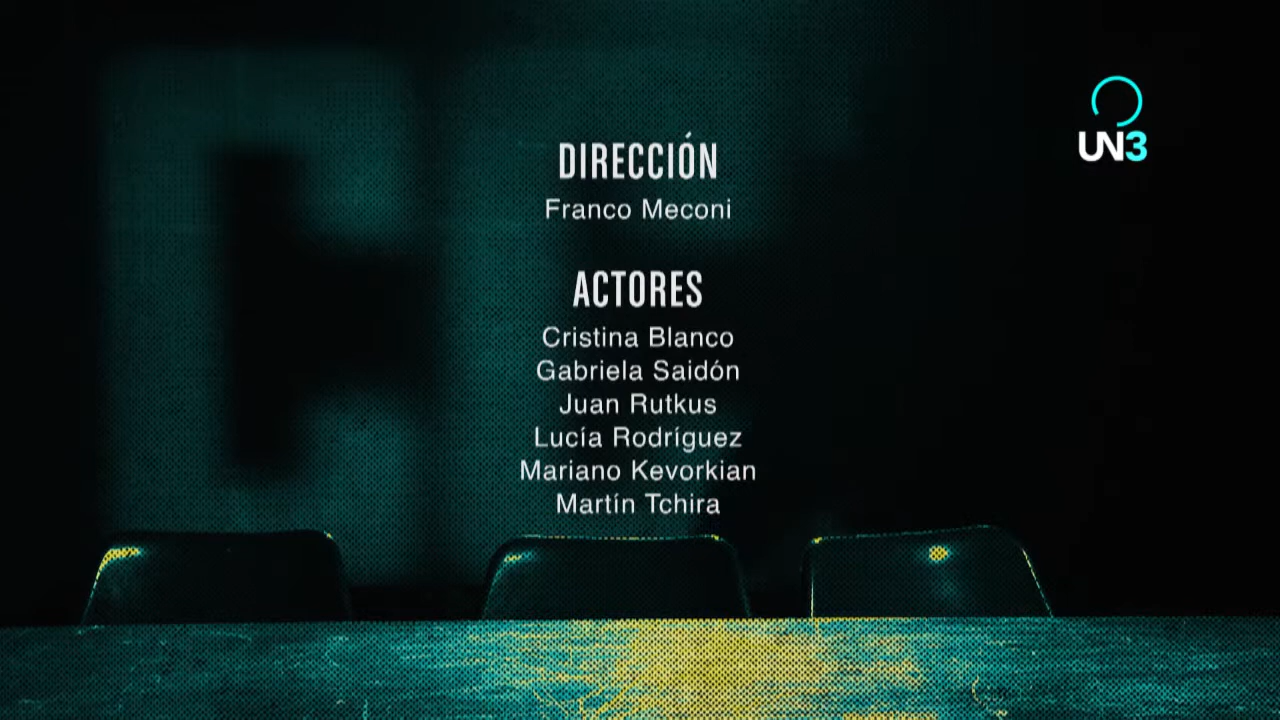 UN3
DIRECCIÓN
Franco Meconi
ACTORES
Cristina Blanco
Gabriela Saidón
Juan Rutkus
Lucía Rodríguez
Mariano Kevorkian
Martín Tchira